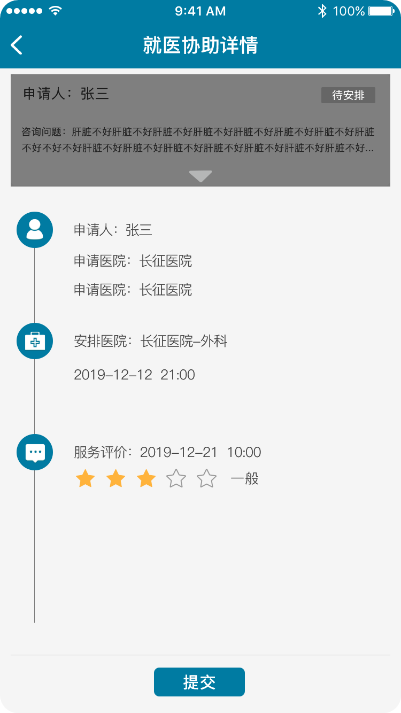 9:41 AM 100%
就医协助详情
申请人：张三 待安排
咨询问题：肝脏不好肝脏不好肝脏不好肝脏不好肝脏不好肝脏不好肝脏不好肝脏
不好不好不好肝脏不好肝脏不好肝脏不好肝脏不好肝脏不好肝脏不好肝脏不好...
申请人：张三
申请医院：长征医院
申请医院：长征医院
安排医院：长征医院-外科
2019-12-12 21:00
服务评价：2019-12-21 10:00
一般
提交